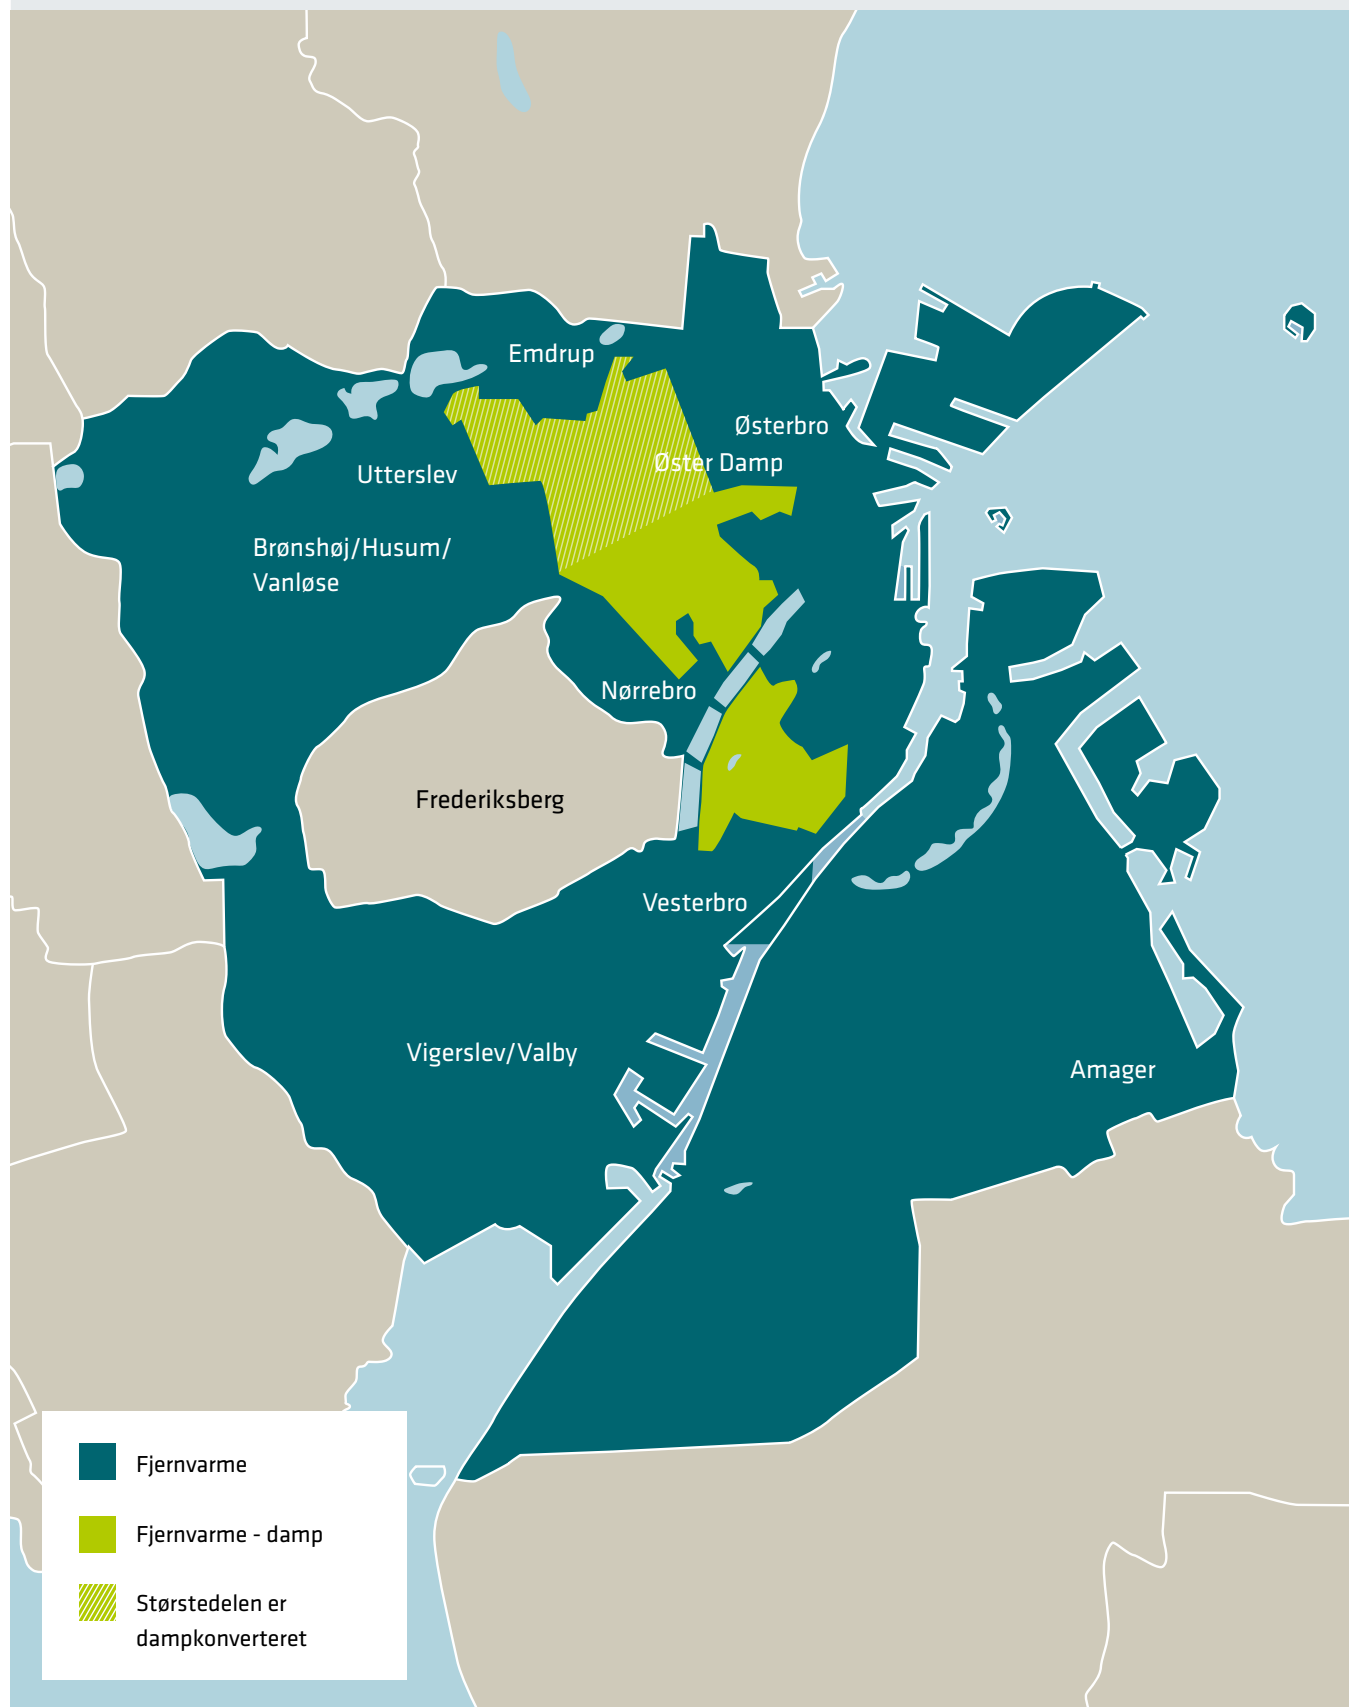 Emdrup
Østerbro
Øster Damp
Utterslev
Brønshøj/Husum/
Vanløse
Nørrebro
Frederiksberg
Vesterbro
Vigerslev/Valby
Amager
Fjernvarme
Fjernvarme - damp
Størstedelen er
dampkonverteret